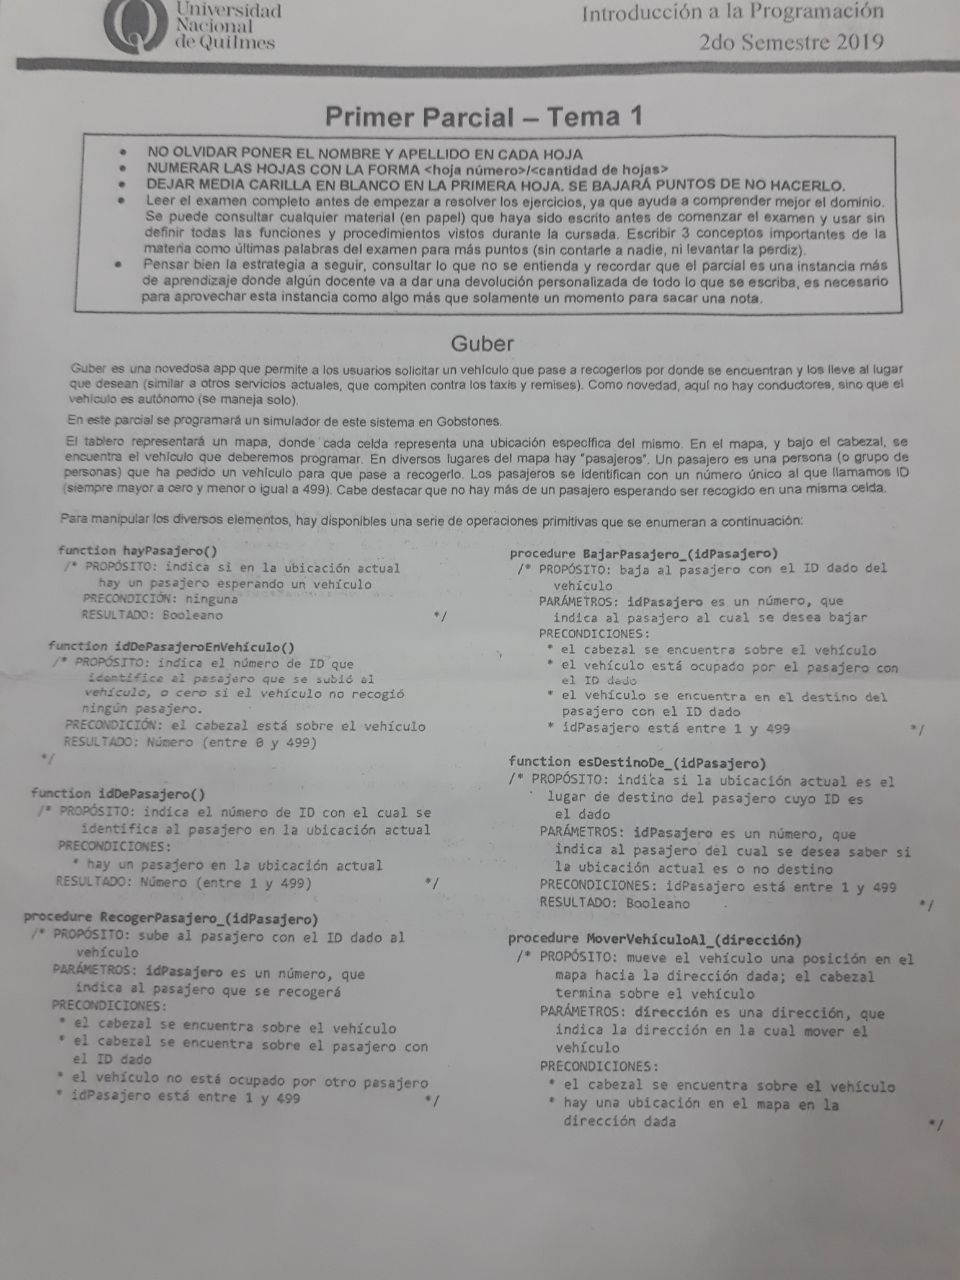 Universidad
Nacional
de Quilmes
Introducción a la Programación
2do Semestre 2019
Primer Parcial – Tema 1
• NO OLVIDAR PONER EL NOMBRE Y APELLIDO EN CADA HOJA
• NUMERAR LAS HOJAS CON LA FORMA <hoja número>/<cantidad de hojas>
• DEJAR MEDIA CARILLA EN BLANCO EN LA PRIMERA HOJA. SE BAJARÁ PUNTOS DE NO HACERLO.
• Leer el examen completo antes de empezar a resolver los ejercicios, ya que ayuda a comprender mejor el dominio.
Se puede consultar cualquier material (en papel) que haya sido escrito antes de comenzar el examen y usar sin
definir todas las funciones y procedimientos vistos durante la cursada. Escribir 3 conceptos importantes de la
materia como últimas palabras del examen para más puntos (sin contarle a nadie, ni levantar la perdiz).
• Pensar bien la estrategia a seguir, consultar lo que no se entienda y recordar que el parcial es una instancia más
de aprendizaje donde algún docente va a dar una devolución personalizada de todo lo que se escriba, es necesario
para aprovechar esta instancia como algo más que solamente un momento para sacar una nota.
Guber
Guber es una novedosa app que permite a los usuarios solicitar un vehículo que pase a recogerlos por donde se encuentran y los lleve al lugar
que desean (similar a otros servicios actuales, que compiten contra los taxis y remises). Como novedad, aquí no hay conductores, sino que el
vehículo es autónomo (se maneja solo).
En este parcial se programará un simulador de este sistema en Gobstones.
El tablero representará un mapa, donde cada celda representa una ubicación específica del mismo. En el mapa, y bajo el cabezal, se
encuentra el vehículo que deberemos programar. En diversos lugares del mapa hay "pasajeros". Un pasajero es una persona (o grupo de
personas) que ha pedido un vehículo para que pase a recogerlo. Los pasajeros se identifican con un número único al que llamamos ID
(siempre mayor a cero y menor o igual a 499). Cabe destacar que no hay más de un pasajero esperando ser recogido en una misma celda.
Para manipular los diversos elementos, hay disponibles una serie de operaciones primitivas que se enumeran a continuación:
function hayPasajero()
/* PROPÓSITO: indica si en la ubicación actual
hay un pasajero esperando un vehículo
PRECONDICIÓN: ninguna
RESULTADO: Booleano */
function idDePasajeroEnVehículo()
/* PROPÓSITO: indica el número de ID que
identifica al pasajero que se subió al
vehículo, o cero si el vehículo no recogió
ningún pasajero.
PRECONDICIÓN: el cabezal está sobre el vehículo
RESULTADO: Número (entre 0 y 499)
*/
function idDePasajero()
/* PROPÓSITO: indica el número de ID con el cual se
identifica al pasajero en la ubicación actual
PRECONDICIONES:
* hay un pasajero en la ubicación actual
RESULTADO: Número (entre 1 y 499) */
procedure RecogerPasajero_(idPasajero)
/* PROPÓSITO: sube al pasajero con el ID dado al
vehículo
PARÁMETROS: idPasajero es un número, que
indica al pasajero que se recogerá
PRECONDICIONES:
* el cabezal se encuentra sobre el vehículo
* el cabezal se encuentra sobre el pasajero con
el ID dado
* el vehículo no está ocupado por otro pasajero
* idPasajero está entre 1 y 499 */
procedure BajarPasajero_(idPasajero)
/* PROPÓSITO: baja al pasajero con el ID dado del
vehículo
PARÁMETROS: idPasajero es un número, que
indica al pasajero al cual se desea bajar
PRECONDICIONES:
* el cabezal se encuentra sobre el vehículo
* el vehículo está ocupado por el pasajero con
el ID dado
* el vehículo se encuentra en el destino del
pasajero con el ID dado
* idPasajero está entre 1 y 499 */
function esDestinoDe_(idPasajero)
/* PROPÓSITO: indica si la ubicación actual es el
lugar de destino del pasajero cuyo ID es
el dado
PARÁMETROS: idPasajero es un número, que
indica al pasajero del cual se desea saber si
la ubicación actual es o no destino
PRECONDICIONES: idPasajero está entre 1 y 499
RESULTADO: Booleano */
procedure MoverVehículoAl_(dirección)
/* PROPÓSITO: mueve el vehículo una posición en el
mapa hacia la dirección dada; el cabezal
termina sobre el vehículo
PARÁMETROS: dirección es una dirección, que
indica la dirección en la cual mover el
vehículo
PRECONDICIONES:
* el cabezal se encuentra sobre el vehículo
* hay una ubicación en el mapa en la
dirección dada */